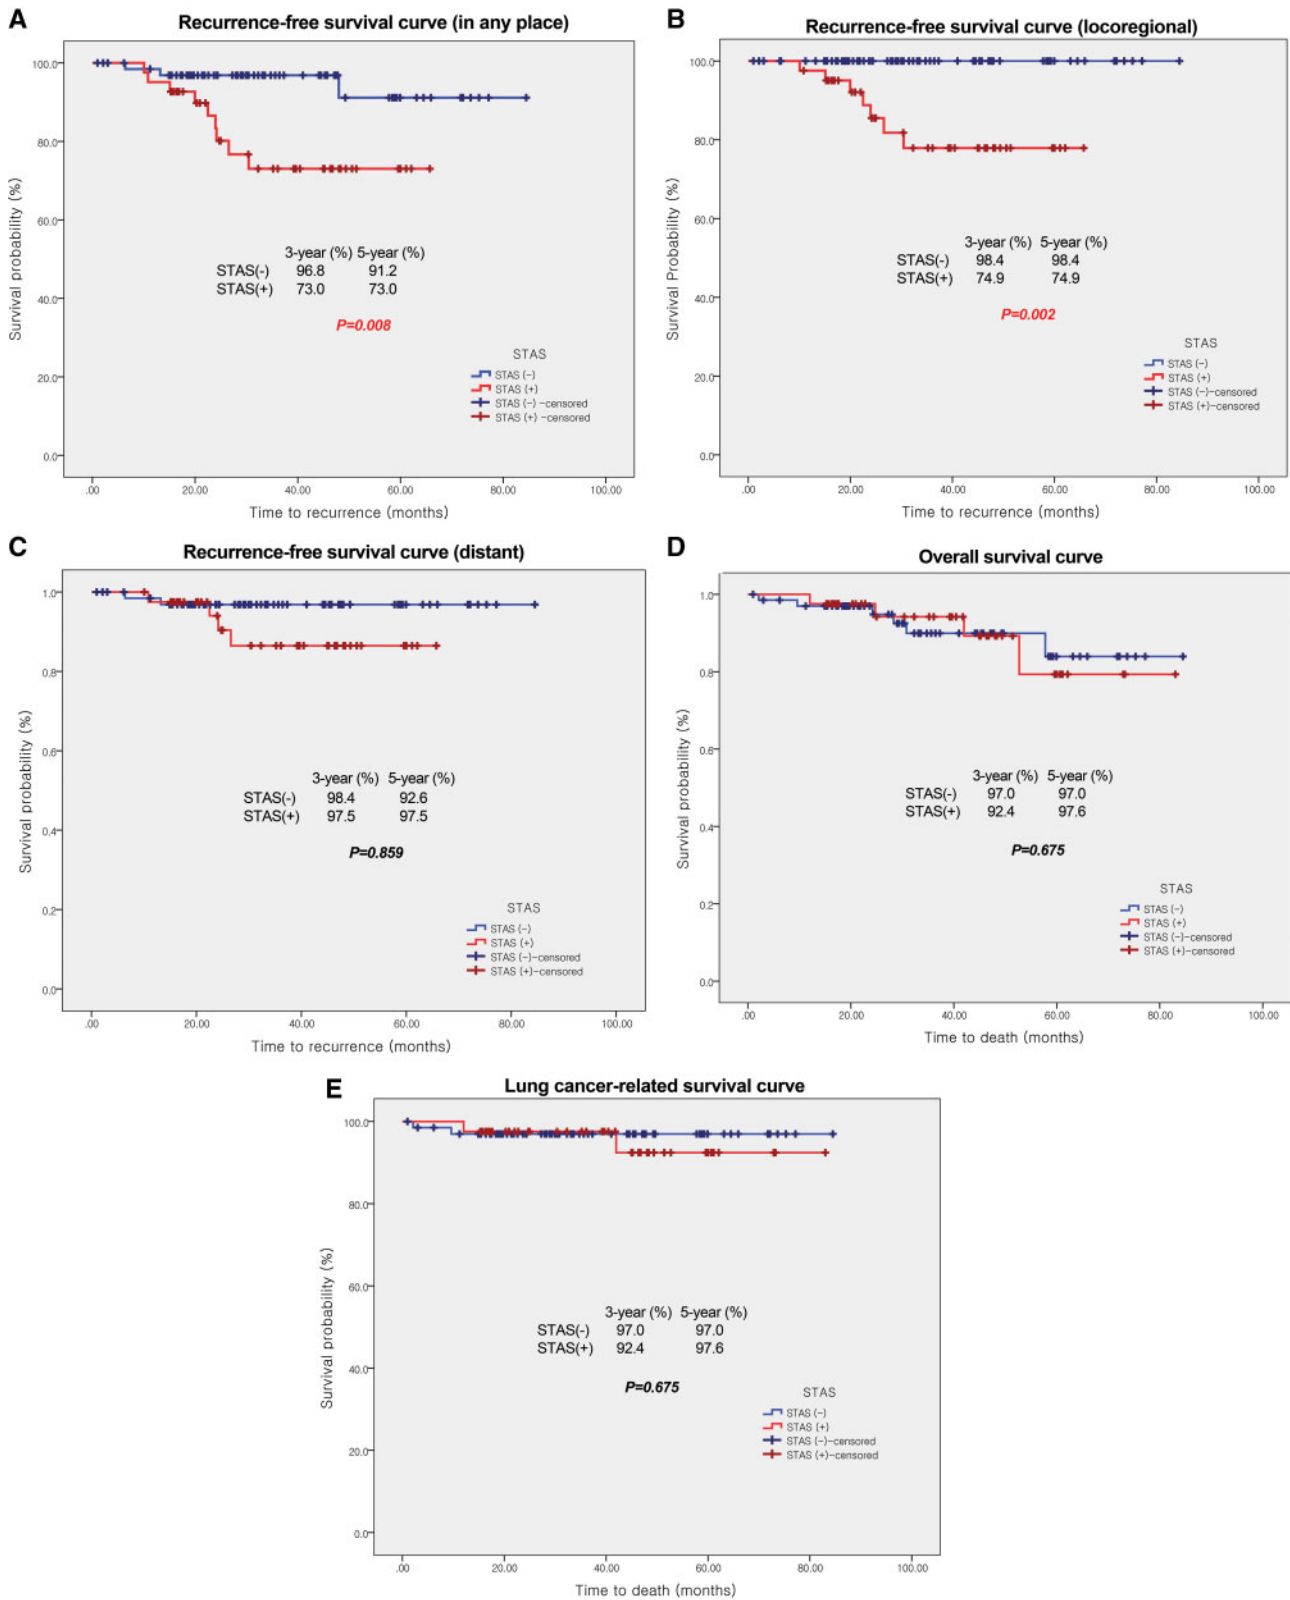 A
Recurrence-free survival curve (in any place)
100.0
80.0
60.0
40.0
20.0
0.0
Survival probability (%)
3-year (%) 5-year (%)
STAS(-) 96.8 91.2
STAS(+) 73.0 73.0
P=0.008
STAS
STAS (-)
STAS (+)
STAS (-) -censored
STAS (+) -censored
.00 20.00 40.00 60.00 80.00 100.00
Time to recurrence (months)
B
Recurrence-free survival curve (locoregional)
100.0
80.0
60.0
40.0
20.0
0.0
Survival Probability (%)
3-year (%) 5-year (%)
STAS(-) 98.4 98.4
STAS(+) 74.9 74.9
P=0.002
STAS
STAS (-)
STAS (+)
STAS (-)-censored
STAS (+)-censored
.00 20.00 40.00 60.00 80.00 100.00
Time to recurrence (months)
C
Recurrence-free survival curve (distant)
1.0
0.8
0.6
0.4
0.2
0.0
Survival probability (%)
3-year (%) 5-year (%)
STAS(-) 98.4 92.6
STAS(+) 97.5 97.5
P=0.859
STAS
STAS (-)
STAS (+)
STAS (-)-censored
STAS (+)-censored
.00 20.00 40.00 60.00 80.00 100.00
Time to recurrence (months)
D
Overall survival curve
1.0
0.8
0.6
0.4
0.2
0.0
Survival probability (%)
3-year (%) 5-year (%)
STAS(-) 97.0 97.0
STAS(+) 92.4 97.6
P=0.675
STAS
STAS (-)
STAS (+)
STAS (-)-censored
STAS (+)-censored
.00 20.00 40.00 60.00 80.00 100.00
Time to death (months)
E
Lung cancer-related survival curve
100.0
80.0
60.0
40.0
20.0
0.0
Survival probability (%)
3-year (%) 5-year (%)
STAS(-) 97.0 97.0
STAS(+) 92.4 97.6
P=0.675
STAS
STAS (-)
STAS (+)
STAS (-)-censored
STAS (+)-censored
.00 20.00 40.00 60.00 80.00 100.00
Time to death (months)